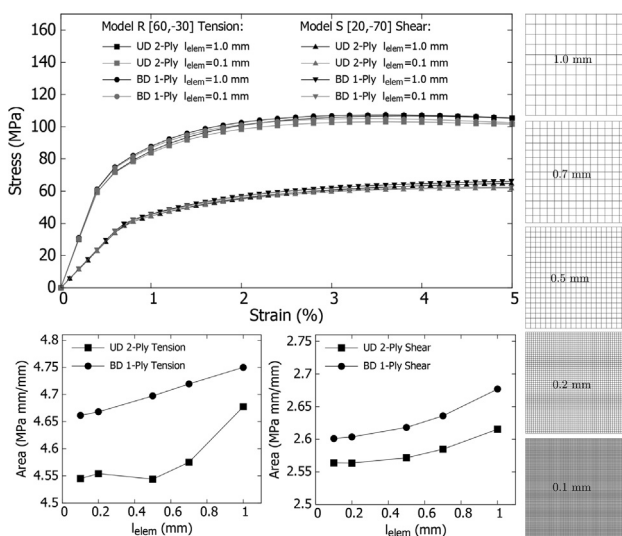 Model R [60,-30] Tension
UD 2-Ply lelem=1.0 mm
UD 2-Ply lelem=0.1 mm
BD 1-Ply lelem=1.0 mm
BD 1-Ply lelem=0.1 mm
Model S [20,-70] Shear
UD 2-Ply lelem=1.0 mm
UD 2-Ply lelem=0.1 mm
BD 1-Ply lelem=1.0 mm
BD 1-Ply lelem=0.1 mm
Stress (MPa)
160
140
120
100
80
60
40
20
0
0 1 2 3 4 5
Strain (%)
1.0 mm
0.7 mm
0.5 mm
0.2 mm
0.1 mm
UD 2-Ply Tension
BD 1-Ply Tension
Area (MPa mm/mm)
4.8
4.75
4.7
4.65
4.6
4.55
4.5
0 0.2 0.4 0.6 0.8 1
lelem (mm)
UD 2-Ply Shear
BD 1-Ply Shear
Area (MPa mm/mm)
2.75
2.7
2.65
2.6
2.55
2.5
0 0.2 0.4 0.6 0.8 1
lelem (mm)